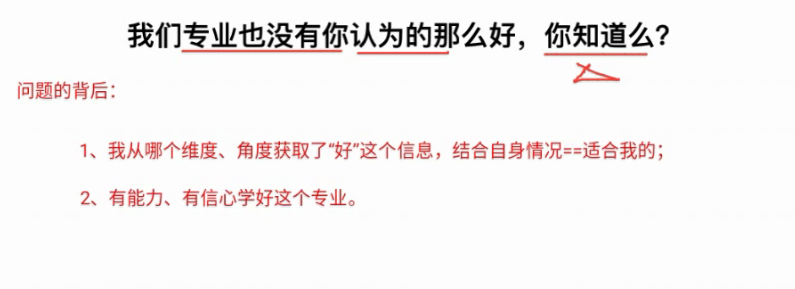 我们专业也没有你认为的那么好，你知道么？
问题的背后：
1、我从哪个维度、角度获取了“好”这个信息，结合自身情况==适合我的；
2、有能力、有信心学好这个专业。